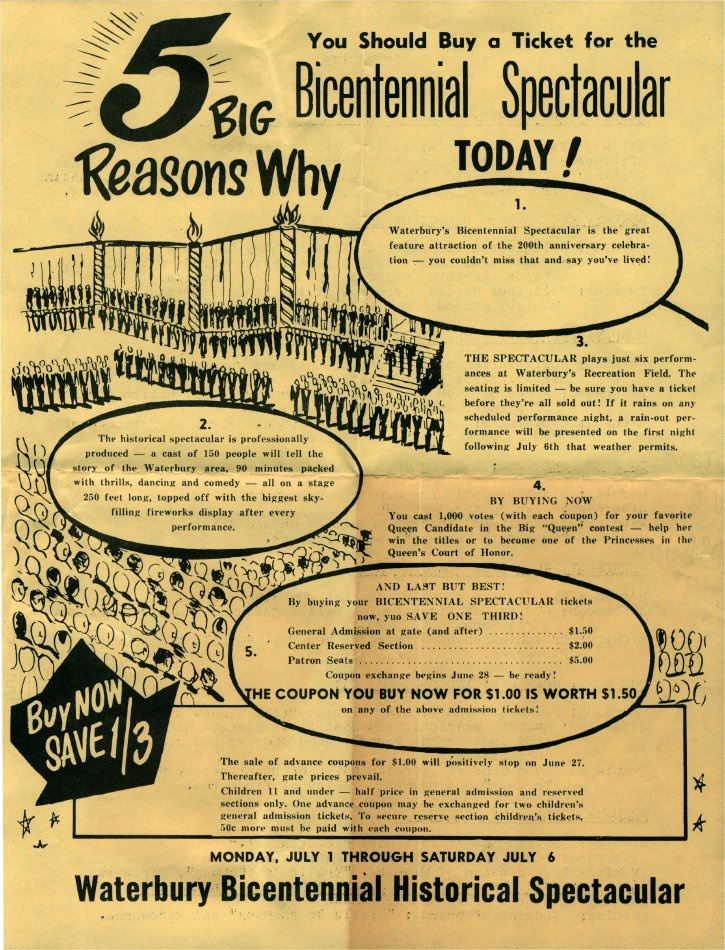 5 BIG
Reasons Why
You Should Buy a Ticket for the
Bicentennial Spectacular
TODAY!
1.
Waterbury's Bicentennial Spectacular is the great
feature attraction of the 200th anniversary celebra-
tion — you couldn't miss that and say you've lived!
2.
The historical spectacular is professionally
produced — a cast of 150 people will tell the
story of the Waterbury area, 90 minutes packed
with thrills, dancing and comedy — all on a stage
250 feet long, topped off with the biggest sky-
filling fireworks display after every
performance.
3.
THE SPECTACULAR plays just six perform-
ances at Waterbury's Recreation Field. The
seating is limited — be sure you have a ticket
before they're all sold out! If it rains on any
scheduled performance night, a rain-out per-
formance will be presented on the first night
following July 6th that weather permits.
4.
BY BUYING NOW
You cast 1,000 votes (with each coupon) for your favorite
Queen Candidate in the Big "Queen" contest — help her
win the titles or to become one of the Princesses in the
Queen's Court of Honor.
5.
AND LAST BUT BEST!
By buying your BICENTENNIAL SPECTACULAR tickets
now, yuo SAVE ONE THIRD!
General Admission at gate (and after) .............. $1.50
Center Reserved Section ........................... $2.00
Patron Seats ...................................... $5.00
Coupon exchange begins June 28 — be ready!
THE COUPON YOU BUY NOW FOR $1.00 IS WORTH $1.50
on any of the above admission tickets!
Buy NOW
SAVE 1/3
The sale of advance coupons for $1.00 will positively stop on June 27.
Thereafter, gate prices prevail.
Children 11 and under — half price in general admission and reserved
sections only. One advance coupon may be exchanged for two children's
general admission tickets. To secure reserve section children's tickets,
50c more must be paid with each coupon.
MONDAY, JULY 1 THROUGH SATURDAY JULY 6
Waterbury Bicentennial Historical Spectacular